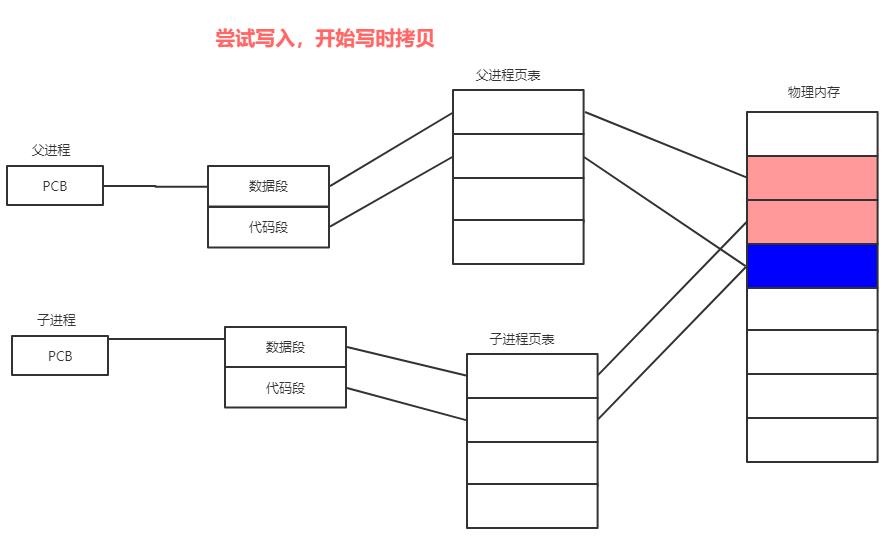 尝试写入，开始写时拷贝
父进程页表
物理内存
父进程
PCB
数据段
代码段
子进程
PCB
数据段
代码段
子进程页表